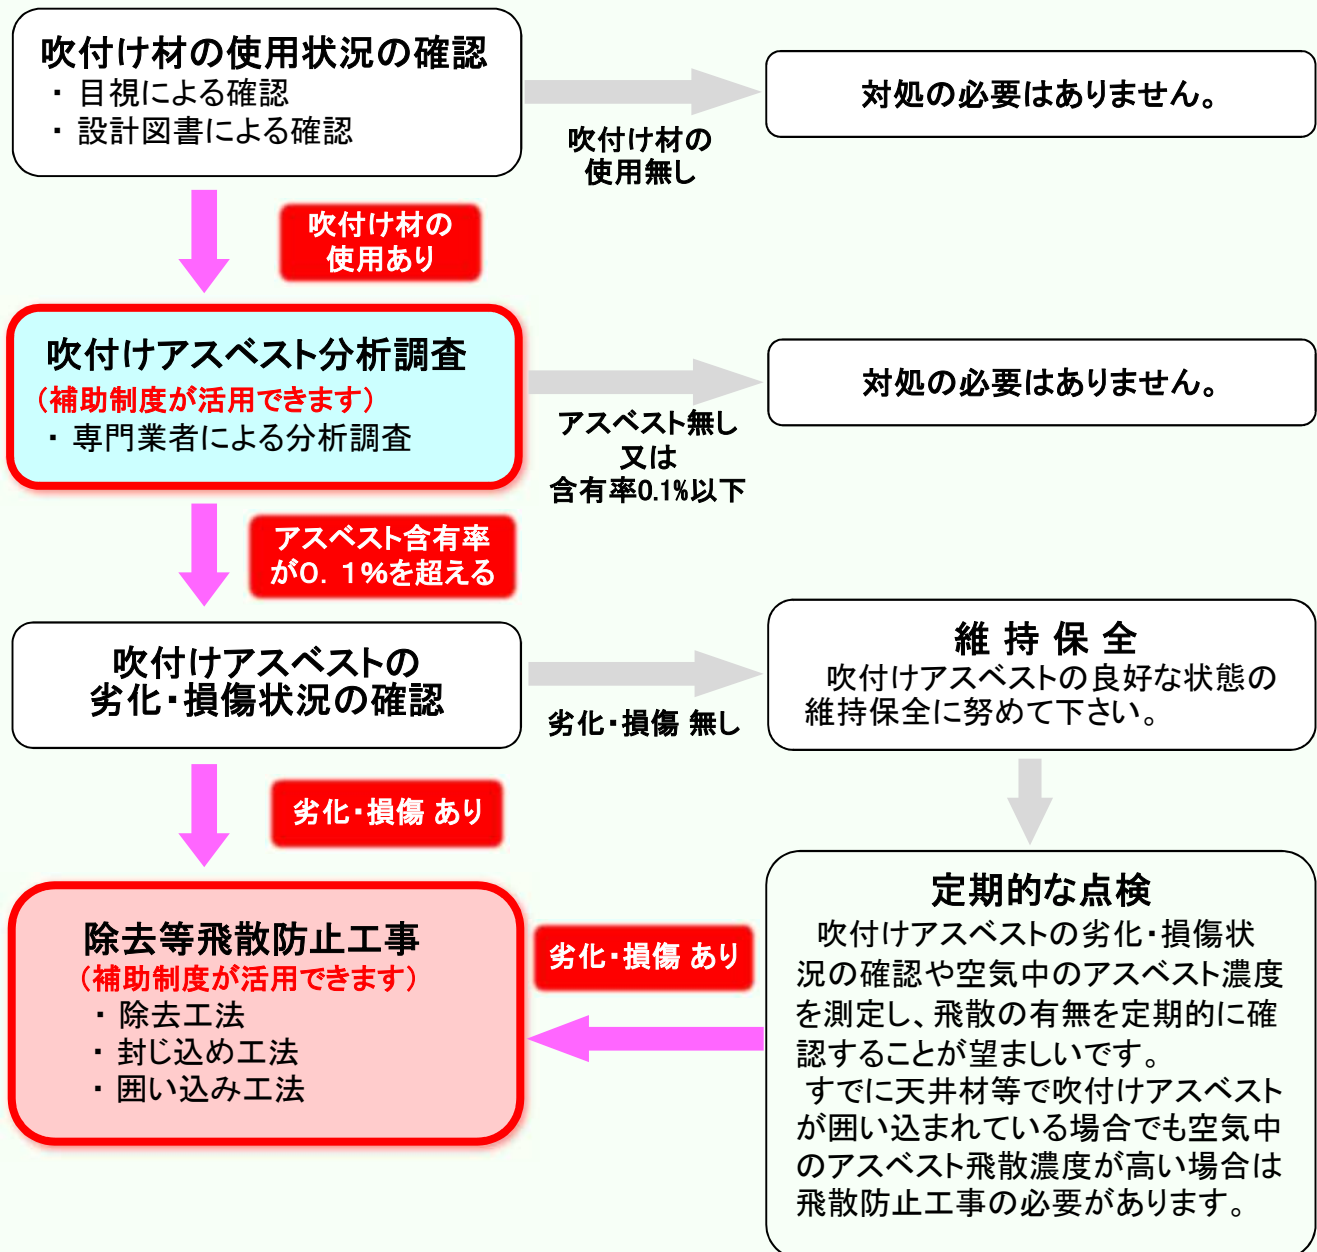 吹付け材の使用状況の確認
・ 目視による確認
・ 設計図書による確認
吹付け材の
使用無し
対処の必要はありません。
吹付け材の
使用あり
吹付けアスベスト分析調査
（補助制度が活用できます）
・ 専門業者による分析調査
アスベスト無し
又は
含有率0.1%以下
対処の必要はありません。
アスベスト含有率
が0．1%を超える
吹付けアスベストの
劣化・損傷状況の確認
劣化・損傷 無し
維 持 保 全
吹付けアスベストの良好な状態の
維持保全に努めて下さい。
劣化・損傷 あり
除去等飛散防止工事
（補助制度が活用できます）
・ 除去工法
・ 封じ込め工法
・ 囲い込み工法
劣化・損傷 あり
定期的な点検
吹付けアスベストの劣化・損傷状
況の確認や空気中のアスベスト濃度
を測定し、飛散の有無を定期的に確
認することが望ましいです。
すでに天井材等で吹付けアスベスト
が囲い込まれている場合でも空気中
のアスベスト飛散濃度が高い場合は
飛散防止工事の必要があります。